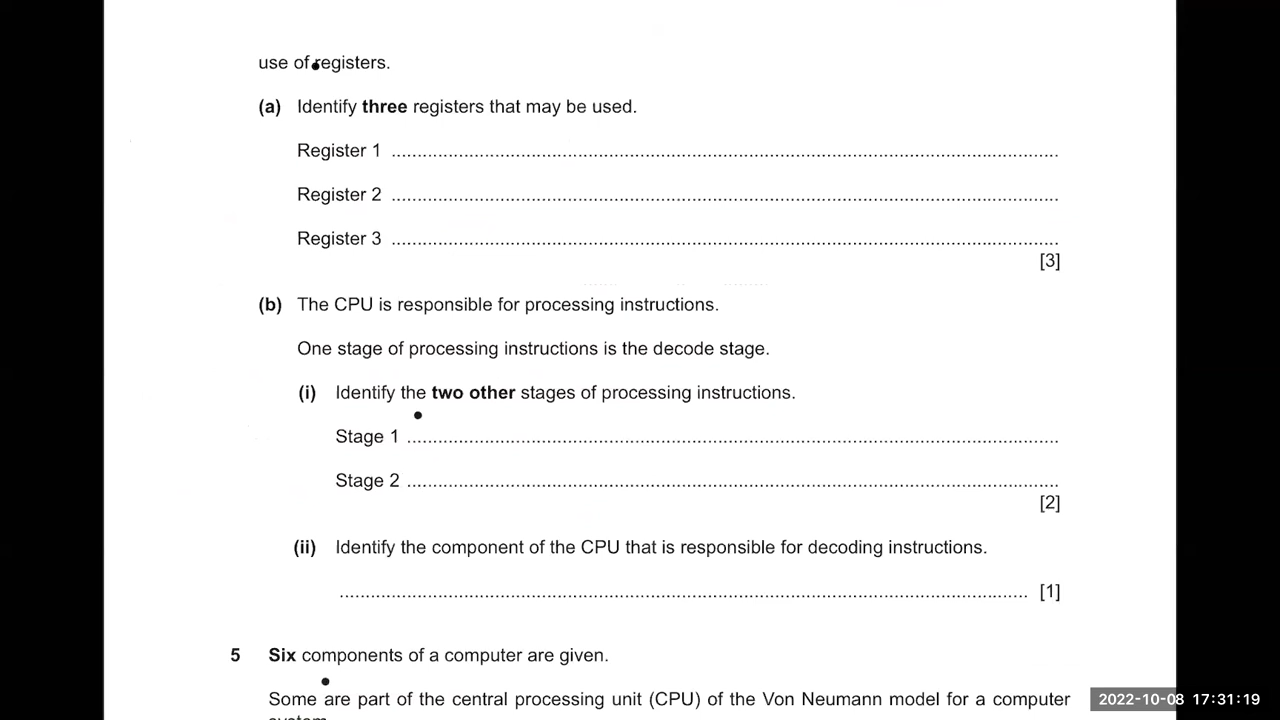 use of registers.
(a) Identify three registers that may be used.
Register 1 ..........................................................................................................................
Register 2 ..........................................................................................................................
Register 3 ..........................................................................................................................
[3]
(b) The CPU is responsible for processing instructions.
One stage of processing instructions is the decode stage.
(i) Identify the two other stages of processing instructions.
Stage 1 ..........................................................................................................................
Stage 2 ..........................................................................................................................
[2]
(ii) Identify the component of the CPU that is responsible for decoding instructions.
.......................................................................................................................... [1]
5 Six components of a computer are given.
Some are part of the central processing unit (CPU) of the Von Neumann model for a computer
2022-10-08 17:31:19